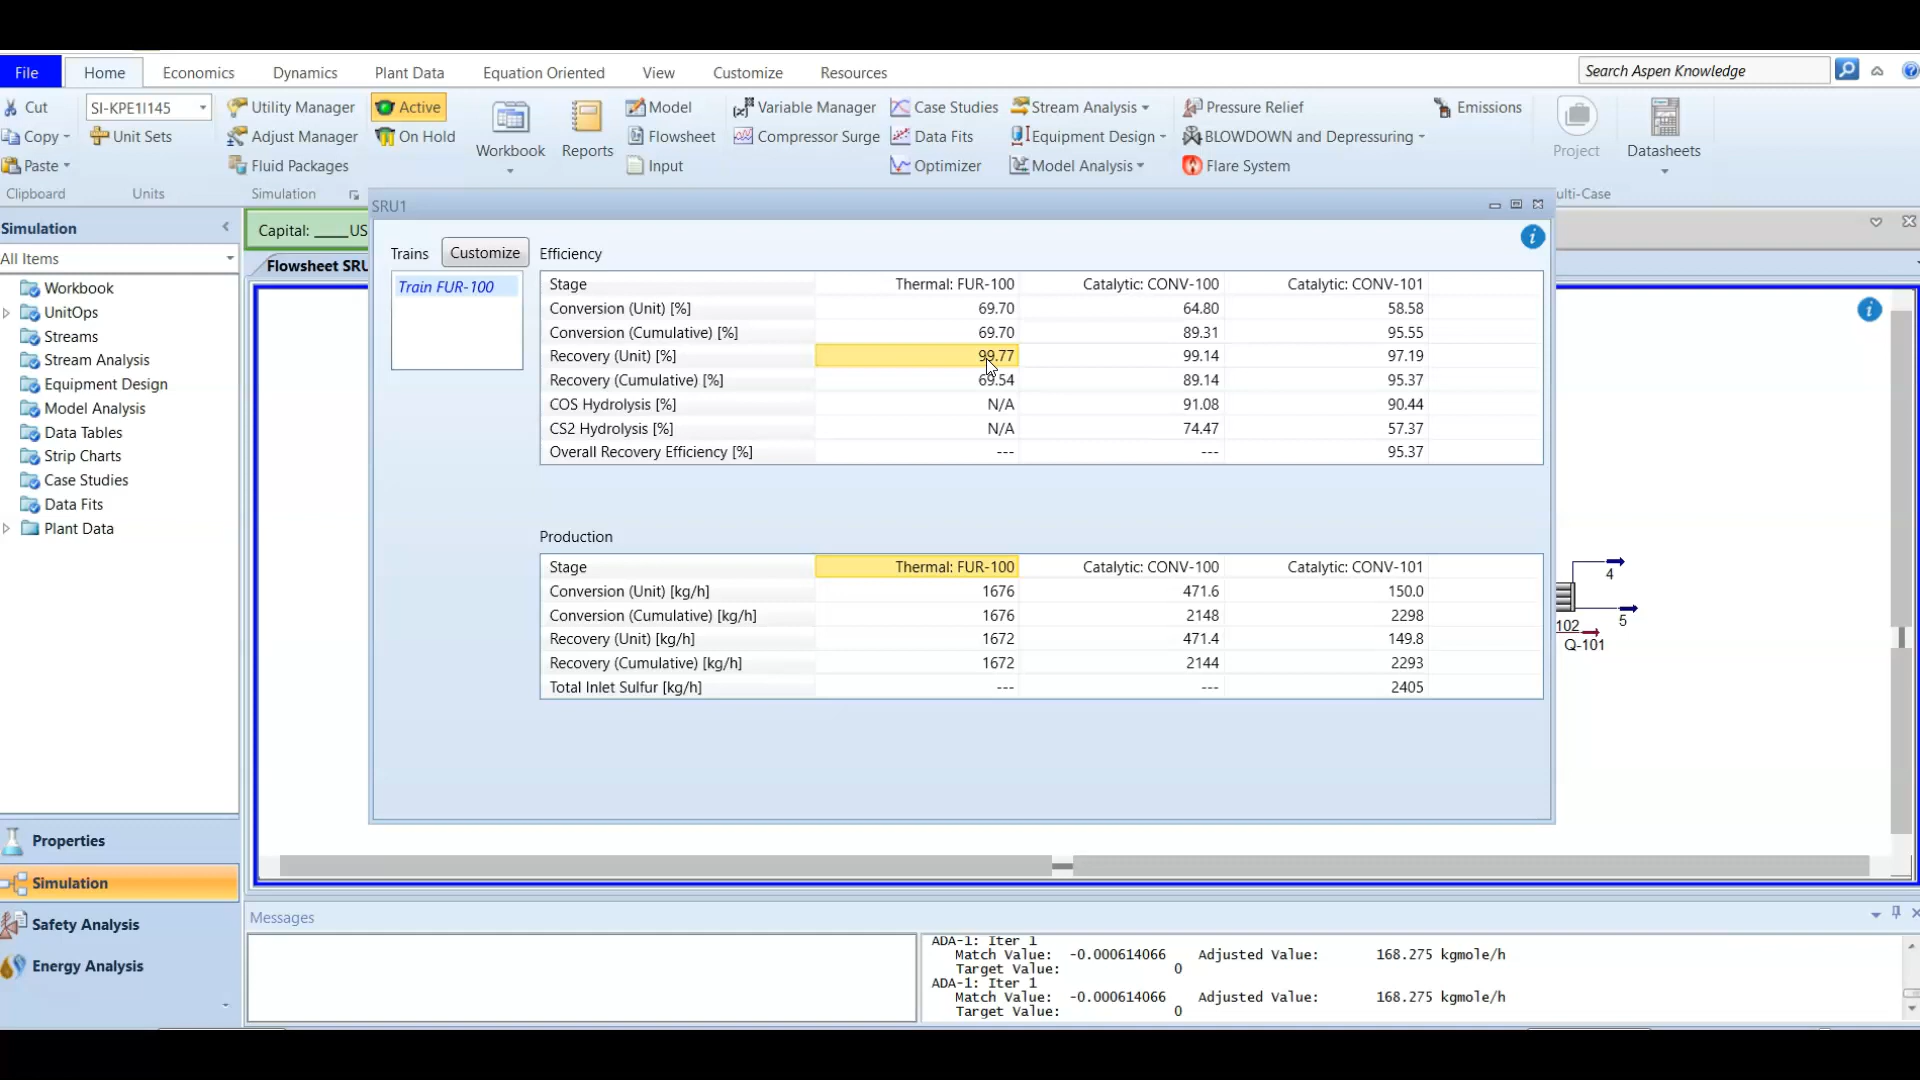 File Home Economics Dynamics Plant Data Equation Oriented View Customize Resources Search Aspen Knowledge
Cut SI-KPE1I145 Utility Manager Active Model Variable Manager Case Studies Stream Analysis Pressure Relief Emissions
Copy Unit Sets Adjust Manager On Hold Workbook Reports Flowsheet Compressor Surge Data Fits Equipment Design BLOWDOWN and Depressuring Project Datasheets
Paste Fluid Packages Input Optimizer Model Analysis Flare System
Clipboard Units Simulation ulti-Case
SRU1
Simulation
Capital: ____US
All Items
Flowsheet SRU
Workbook
UnitOps
Streams
Stream Analysis
Equipment Design
Model Analysis
Data Tables
Strip Charts
Case Studies
Data Fits
Plant Data
Trains Customize Efficiency
Train FUR-100
Stage Thermal: FUR-100 Catalytic: CONV-100 Catalytic: CONV-101
Conversion (Unit) [%] 69.70 64.80 58.58
Conversion (Cumulative) [%] 69.70 89.31 95.55
Recovery (Unit) [%] 99.77 99.14 97.19
Recovery (Cumulative) [%] 69.54 89.14 95.37
COS Hydrolysis [%] N/A 91.08 90.44
CS2 Hydrolysis [%] N/A 74.47 57.37
Overall Recovery Efficiency [%] --- --- 95.37
Production
Stage Thermal: FUR-100 Catalytic: CONV-100 Catalytic: CONV-101
Conversion (Unit) [kg/h] 1676 471.6 150.0
Conversion (Cumulative) [kg/h] 1676 2148 2298
Recovery (Unit) [kg/h] 1672 471.4 149.8
Recovery (Cumulative) [kg/h] 1672 2144 2293
Total Inlet Sulfur [kg/h] --- --- 2405
4
5
102
Q-101
Properties
Simulation
Safety Analysis
Energy Analysis
Messages
ADA-1: Iter 1
Match Value: -0.000614066 Adjusted Value: 168.275 kgmole/h
Target Value: 0
ADA-1: Iter 1
Match Value: -0.000614066 Adjusted Value: 168.275 kgmole/h
Target Value: 0